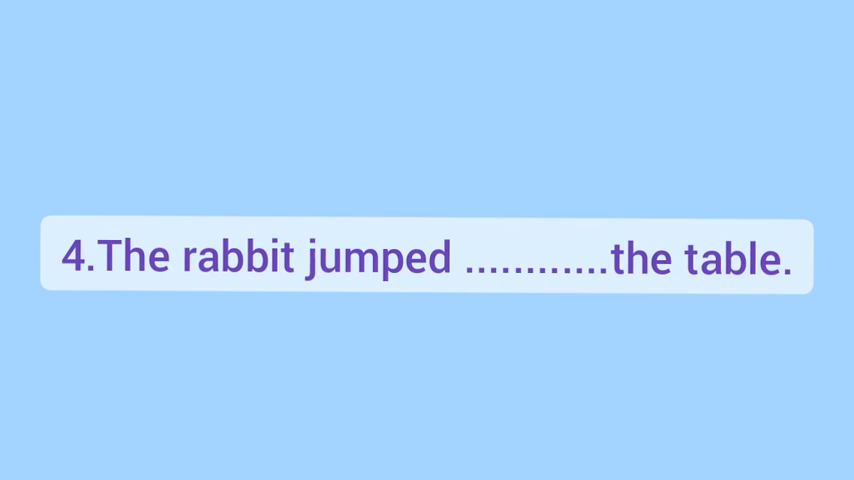 4.The rabbit jumped ............the table.